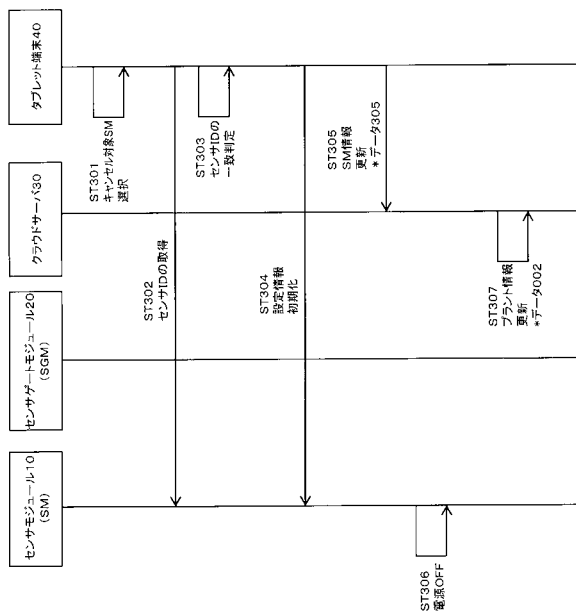 センサモジュール10
(SM)
センサゲートモジュール20
(SGM)
クラウドサーバ30
タブレット端末40
ST301
キャンセル対象SM
選択
ST302
センサIDの取得
ST303
センサIDの
一致判定
ST304
設定情報
初期化
ST305
SM情報
更新
*データ305
ST306
電源OFF
ST307
プラント情報
更新
*データ002